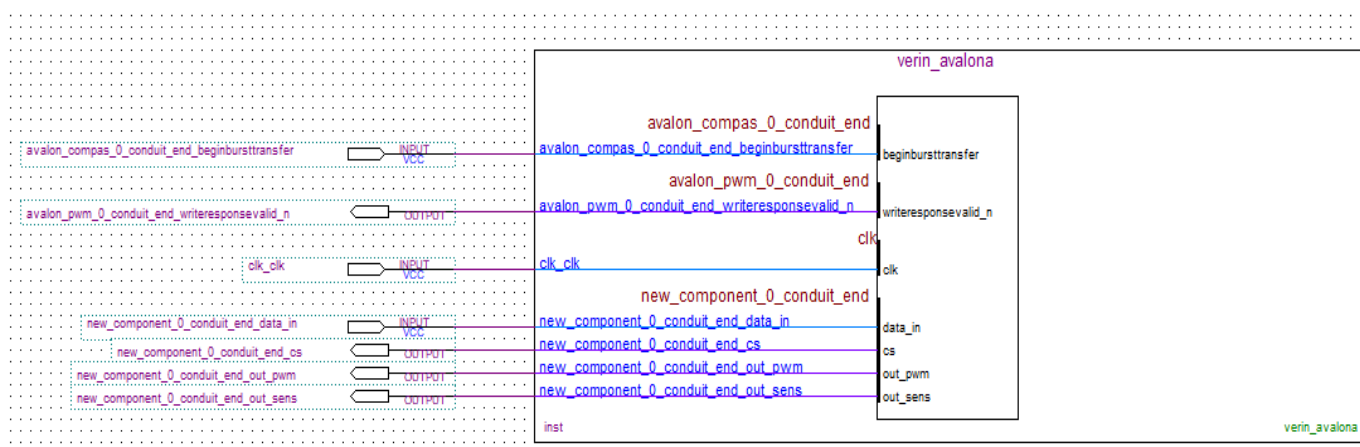 verin_avalona
avalon_compas_0_conduit_end
avalon_compas_0_conduit_end_beginbursttransfer INPUT VCC avalon_compas_0_conduit_end_beginbursttransfer beginbursttransfer
avalon_pwm_0_conduit_end
avalon_pwm_0_conduit_end_writeresponsevalid_n OUTPUT avalon_pwm_0_conduit_end_writeresponsevalid_n writeresponsevalid_n
clk
clk_clk INPUT VCC clk_clk clk
new_component_0_conduit_end
new_component_0_conduit_end_data_in INPUT VCC new_component_0_conduit_end_data_in data_in
new_component_0_conduit_end_cs OUTPUT new_component_0_conduit_end_cs cs
new_component_0_conduit_end_out_pwm OUTPUT new_component_0_conduit_end_out_pwm out_pwm
new_component_0_conduit_end_out_sens OUTPUT new_component_0_conduit_end_out_sens out_sens
inst verin_avalona